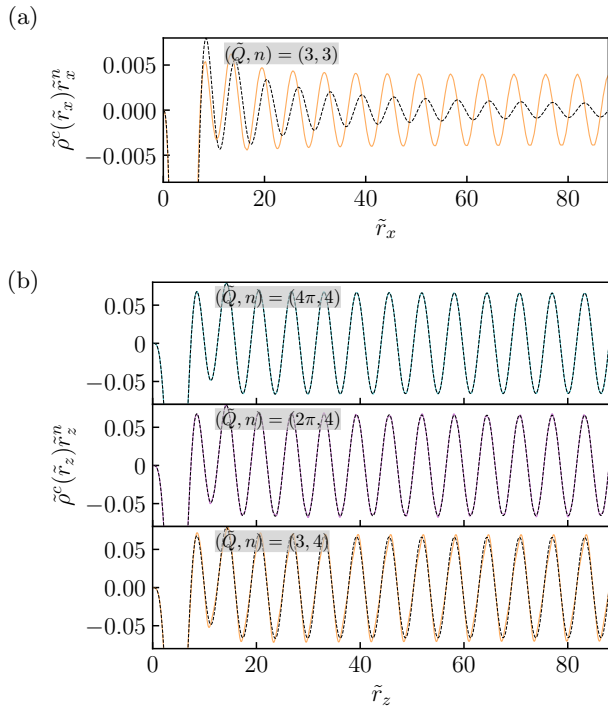 (a)
(Q̃, n) = (3, 3)
ρ̃ᶜ(r̃ₓ)r̃ₓⁿ
0.005
0.000
−0.005
0 20 40 60 80
r̃ₓ
(b)
(Q̃, n) = (4π, 4)
0.05
0
−0.05
(Q̃, n) = (2π, 4)
ρ̃ᶜ(r̃_z)r̃_zⁿ
0.05
0
−0.05
(Q̃, n) = (3, 4)
0.05
0.00
−0.05
0 20 40 60 80
r̃_z